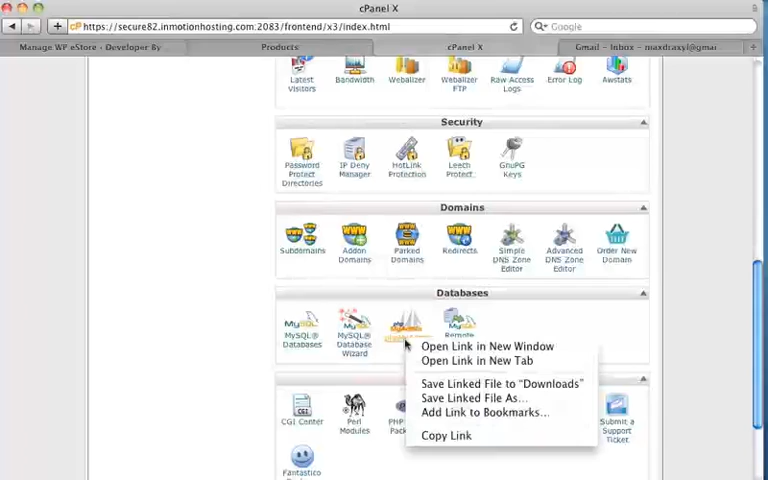 cPanel X
https://secure82.inmotionhosting.com:2083/frontend/x3/index.html
Google
Manage WP eStore – Developer By
Products
cPanel X
Gmail – Inbox – maxdraxyl@gmai
Latest Visitors
Bandwidth
Webalizer
Webalizer FTP
Raw Access Logs
Error Log
Awstats
Security
Password Protect Directories
IP Deny Manager
HotLink Protection
Leech Protect
GnuPG Keys
Domains
Subdomains
Addon Domains
Parked Domains
Redirects
Simple DNS Zone Editor
Advanced DNS Zone Editor
Order New Domain
Databases
MySQL® Databases
MySQL® Database Wizard
Remote
Open Link in New Window
Open Link in New Tab
Save Linked File to “Downloads”
Save Linked File As...
Add Link to Bookmarks...
Copy Link
CGI Center
Perl Modules
Submit a Support Ticket
Fantastico